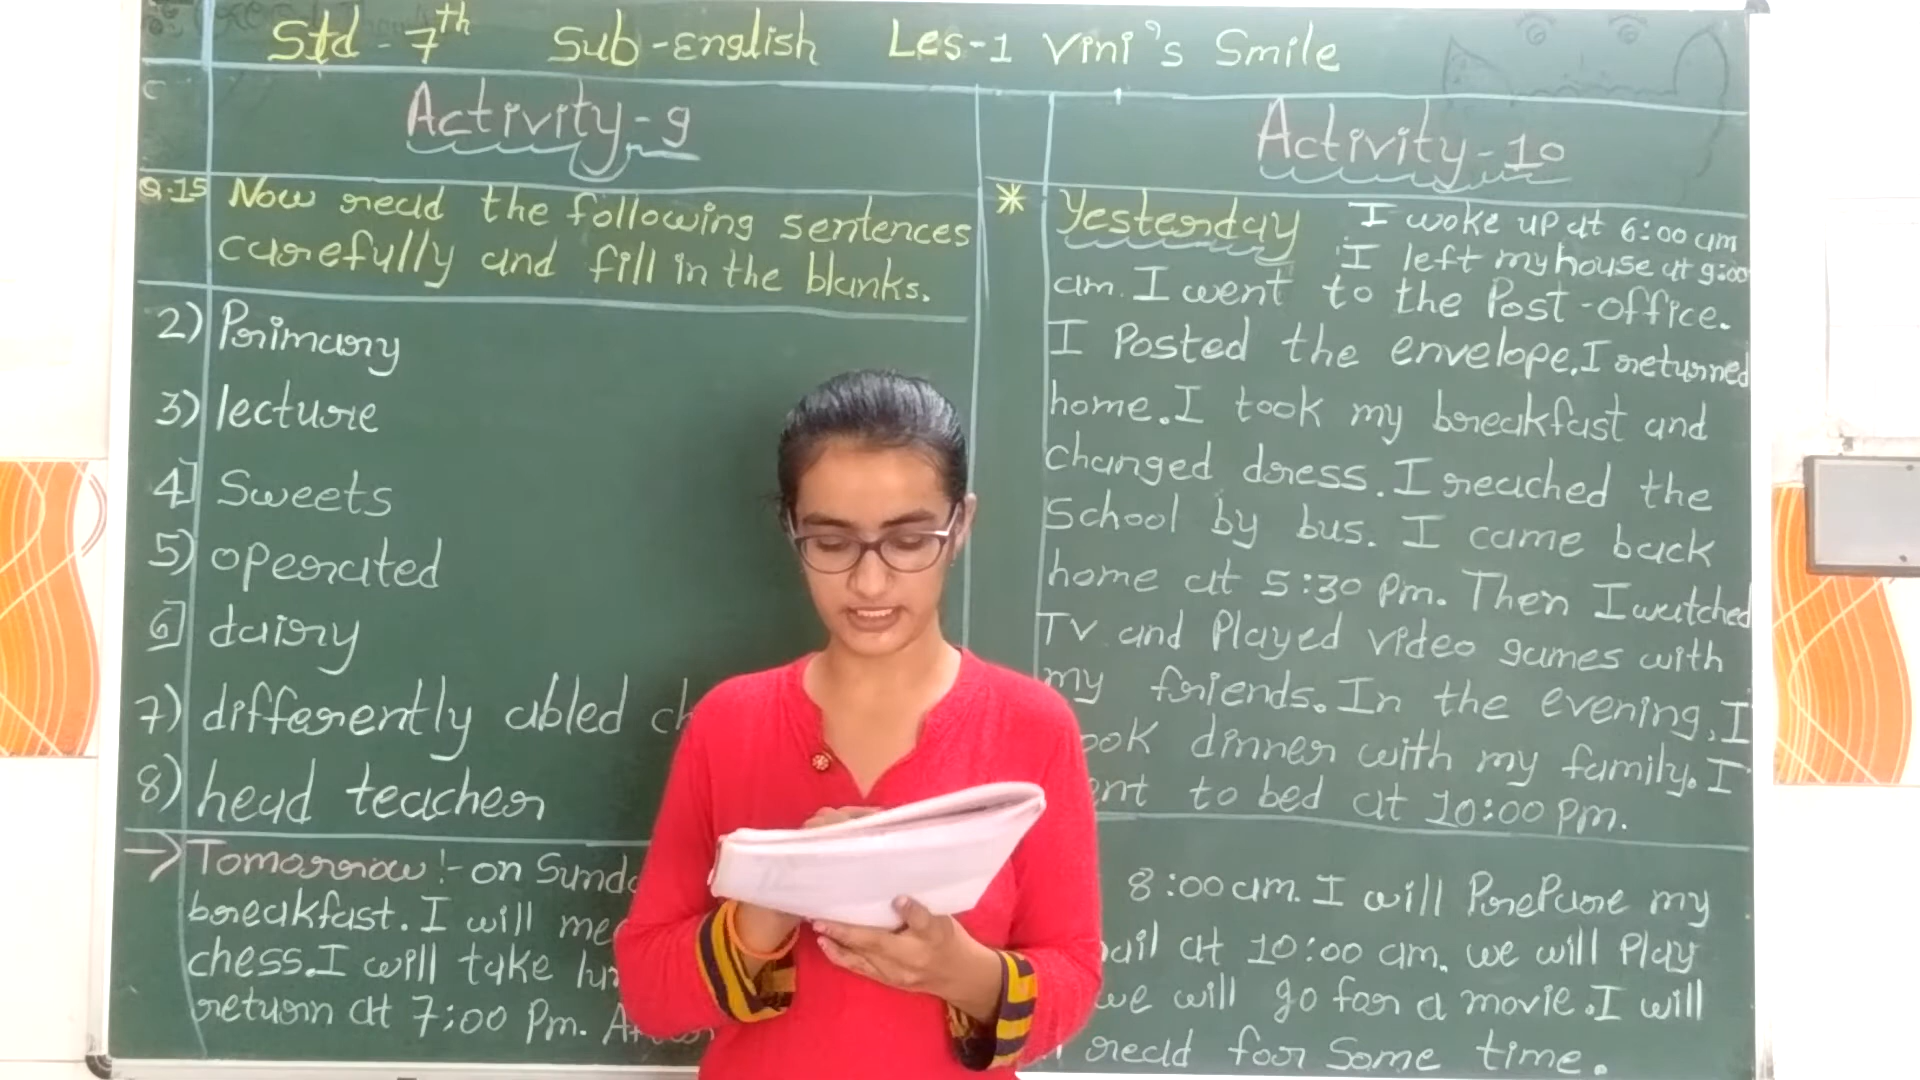 Std - 7th Sub - English Les-1 Vini's Smile
Activity-9
Q.15 Now read the following sentences
carefully and fill in the blanks.
2) Primary
3) lecture
4] Sweets
5) operated
6] dairy
7) differently abled ch
8) head teacher
Activity-10
* Yesterday I woke up at 6:00 am
I left my house at 9:00
am. I went to the Post-office.
I Posted the envelope. I returned
home. I took my breakfast and
changed dress. I reached the
School by bus. I came back
home at 5:30 Pm. Then I watched
TV and Played video games with
my friends. In the evening, I
ook dinner with my family. I
ent to bed at 10:00 Pm.
→ Tomorrow :- on Sunda 8:00 am. I will PrePare my
breakfast. I will me ail at 10:00 am. we will Play
chess. I will take lun we will go for a movie. I will
return at 7:00 Pm. After read for Some time.